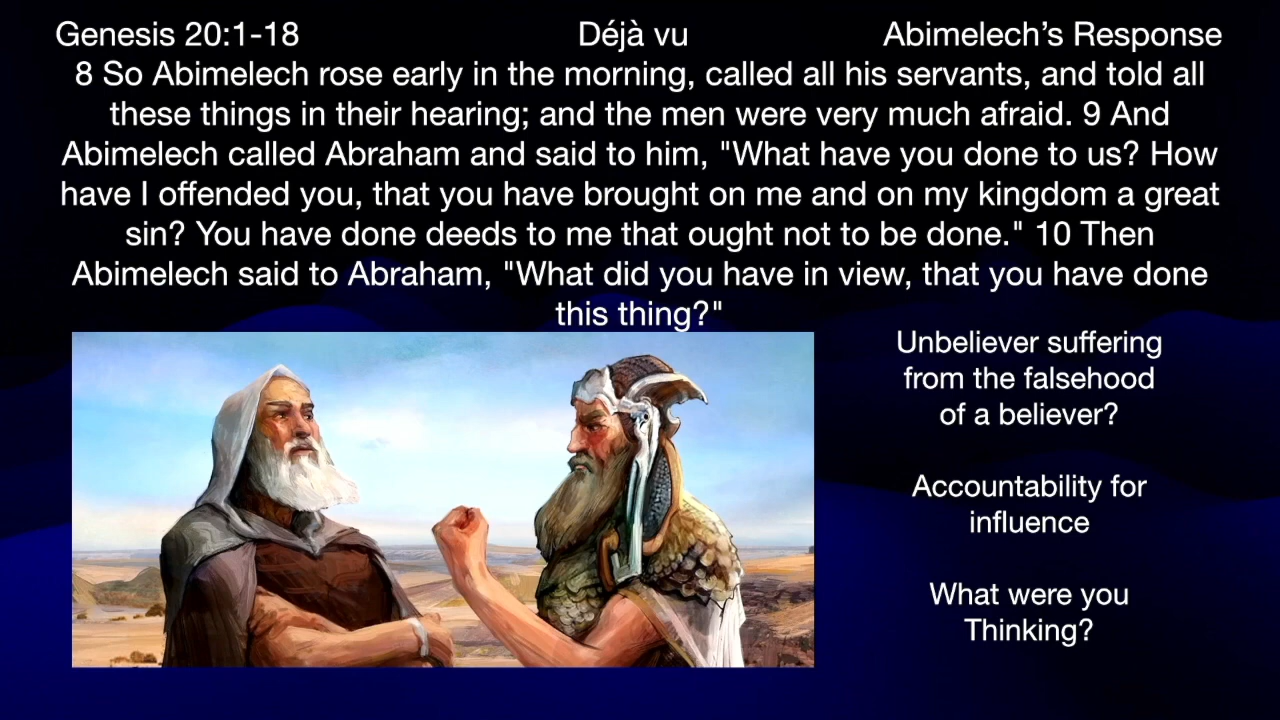 Genesis 20:1-18
Déjà vu
Abimelech’s Response
8 So Abimelech rose early in the morning, called all his servants, and told all
these things in their hearing; and the men were very much afraid. 9 And
Abimelech called Abraham and said to him, "What have you done to us? How
have I offended you, that you have brought on me and on my kingdom a great
sin? You have done deeds to me that ought not to be done." 10 Then
Abimelech said to Abraham, "What did you have in view, that you have done
this thing?"
Unbeliever suffering
from the falsehood
of a believer?
Accountability for
influence
What were you
Thinking?